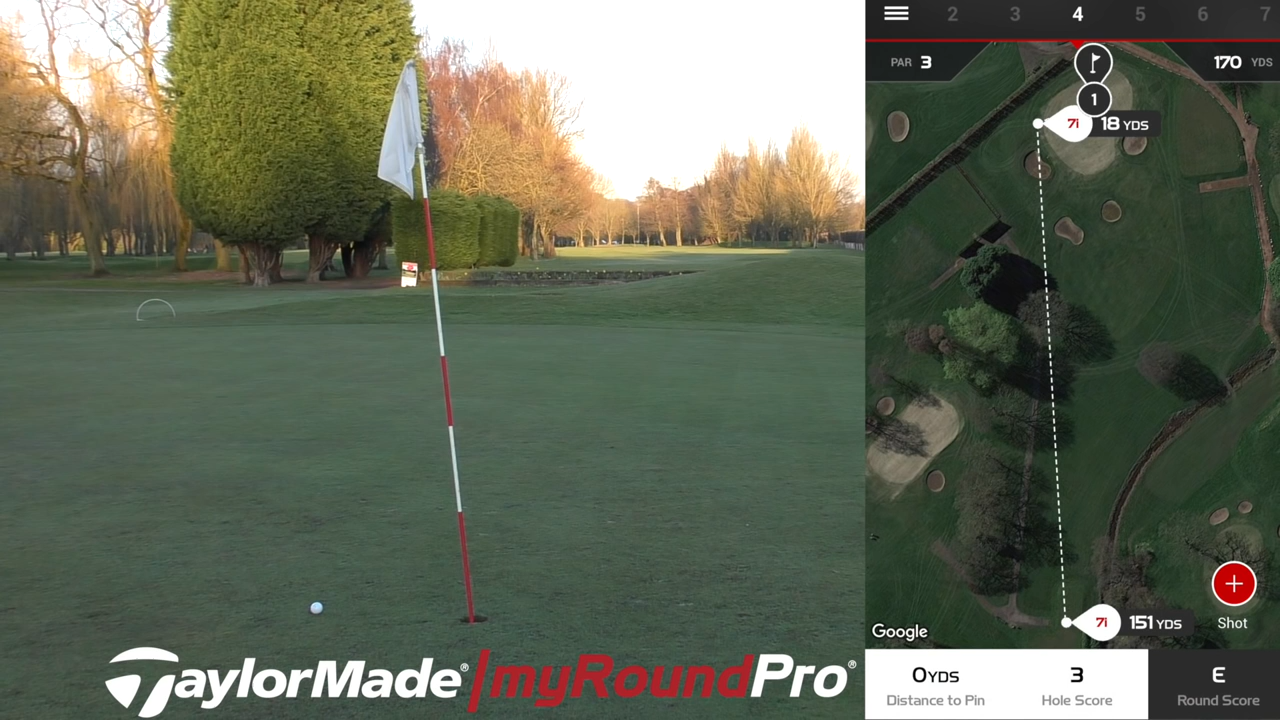 2 3 4 5 6 7
PAR 3
170 YDS
1
7i 18 YDS
7i 151 YDS
Shot
Google
0YDS 3 E
Distance to Pin Hole Score Round Score
TaylorMade® | myRoundPro®